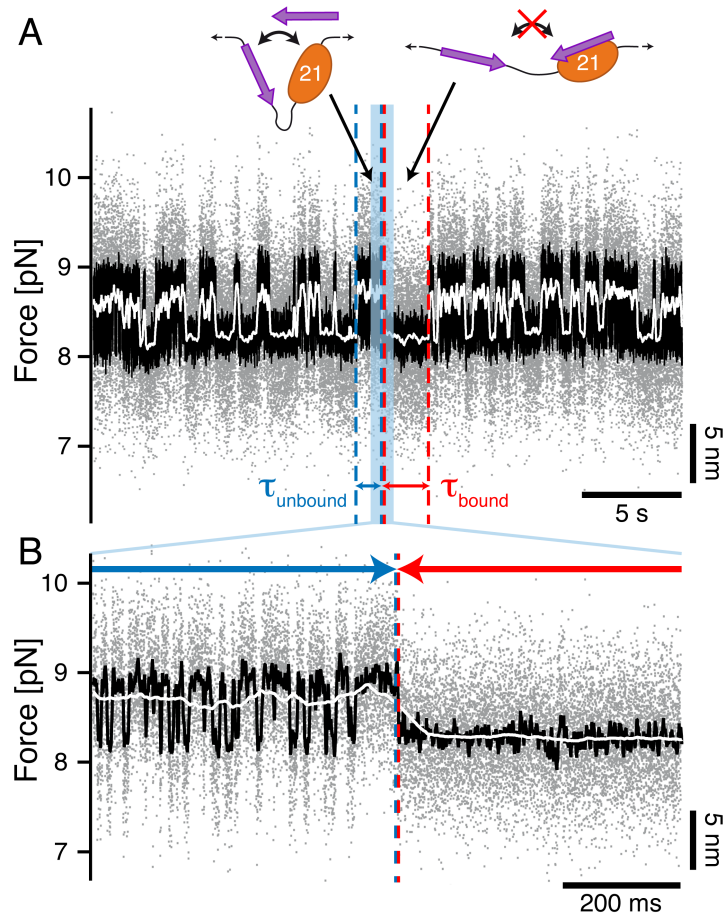 A
21
21
10
9
8
7
Force [pN]
τunbound
τbound
5 nm
5 s
B
10
9
8
7
Force [pN]
5 nm
200 ms